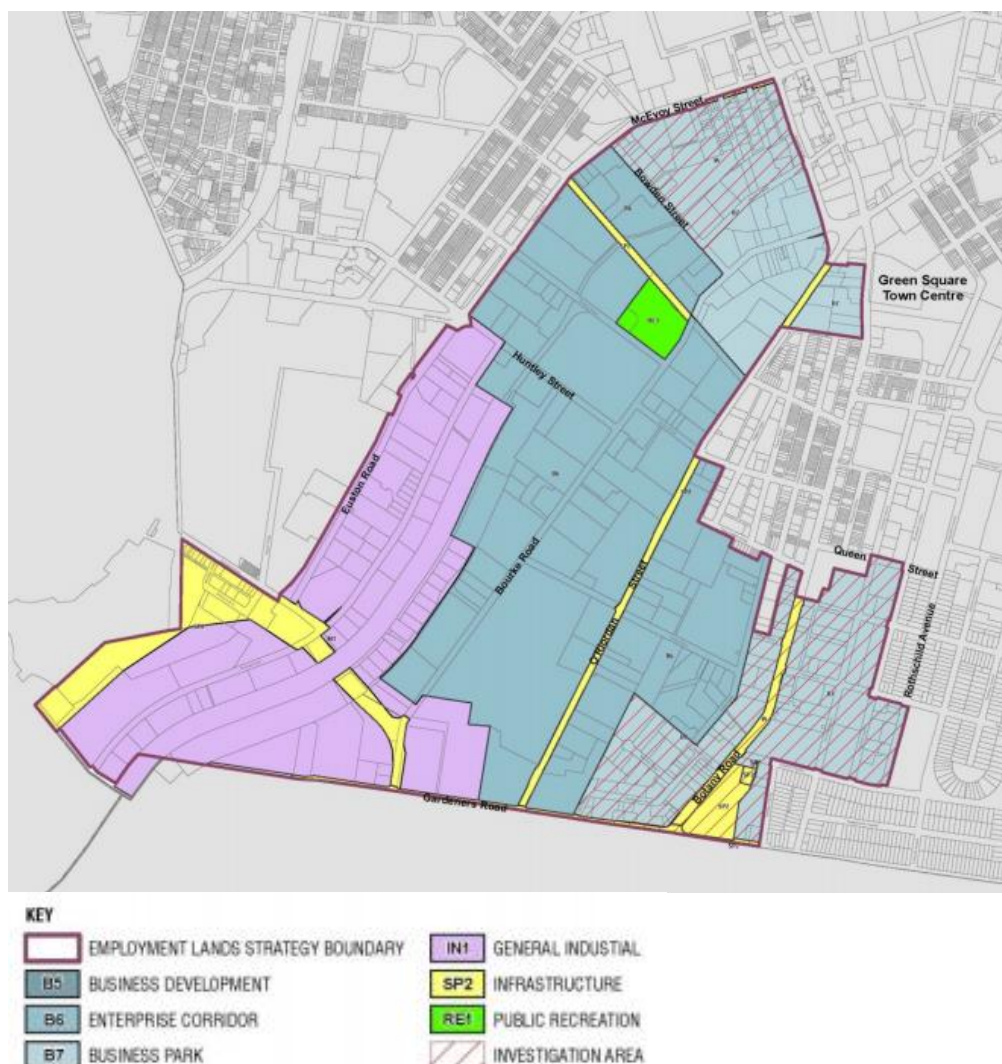 McEvoy Street
Bowden Street
Green Square
Town Centre
RE1
Huntley Street
Euston Road
Bourke Road
O'Riordan Street
Queen Street
Rothschild Avenue
Botany Road
Gardeners Road
KEY
EMPLOYMENT LANDS STRATEGY BOUNDARY
IN1 GENERAL INDUSTIAL
B5 BUSINESS DEVELOPMENT
SP2 INFRASTRUCTURE
B6 ENTERPRISE CORRIDOR
RE1 PUBLIC RECREATION
B7 BUSINESS PARK
INVESTIGATION AREA